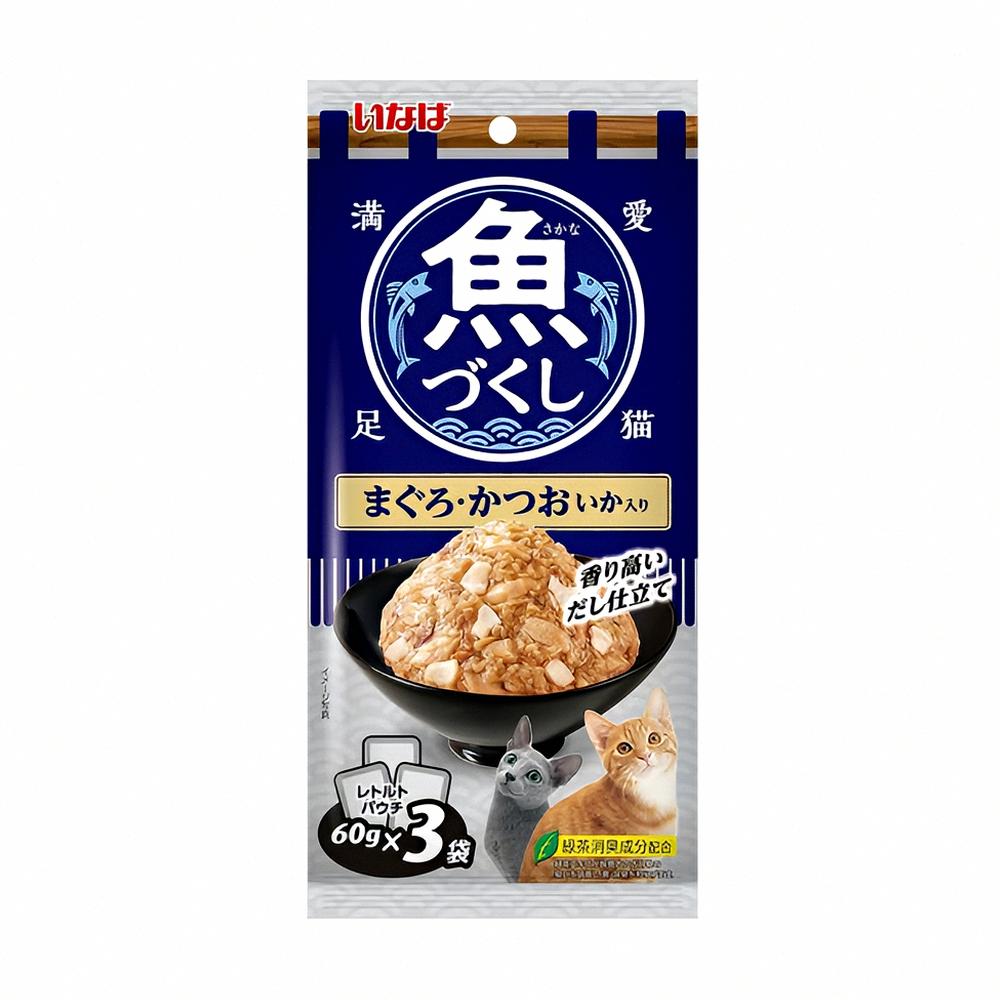 いなば
愛猫
満足
さかな
魚
づくし
まぐろ・かつお いか入り
香り高い
だし仕立て
イメージ写真
レトルト
パウチ
60g×3袋
緑茶消臭成分配合